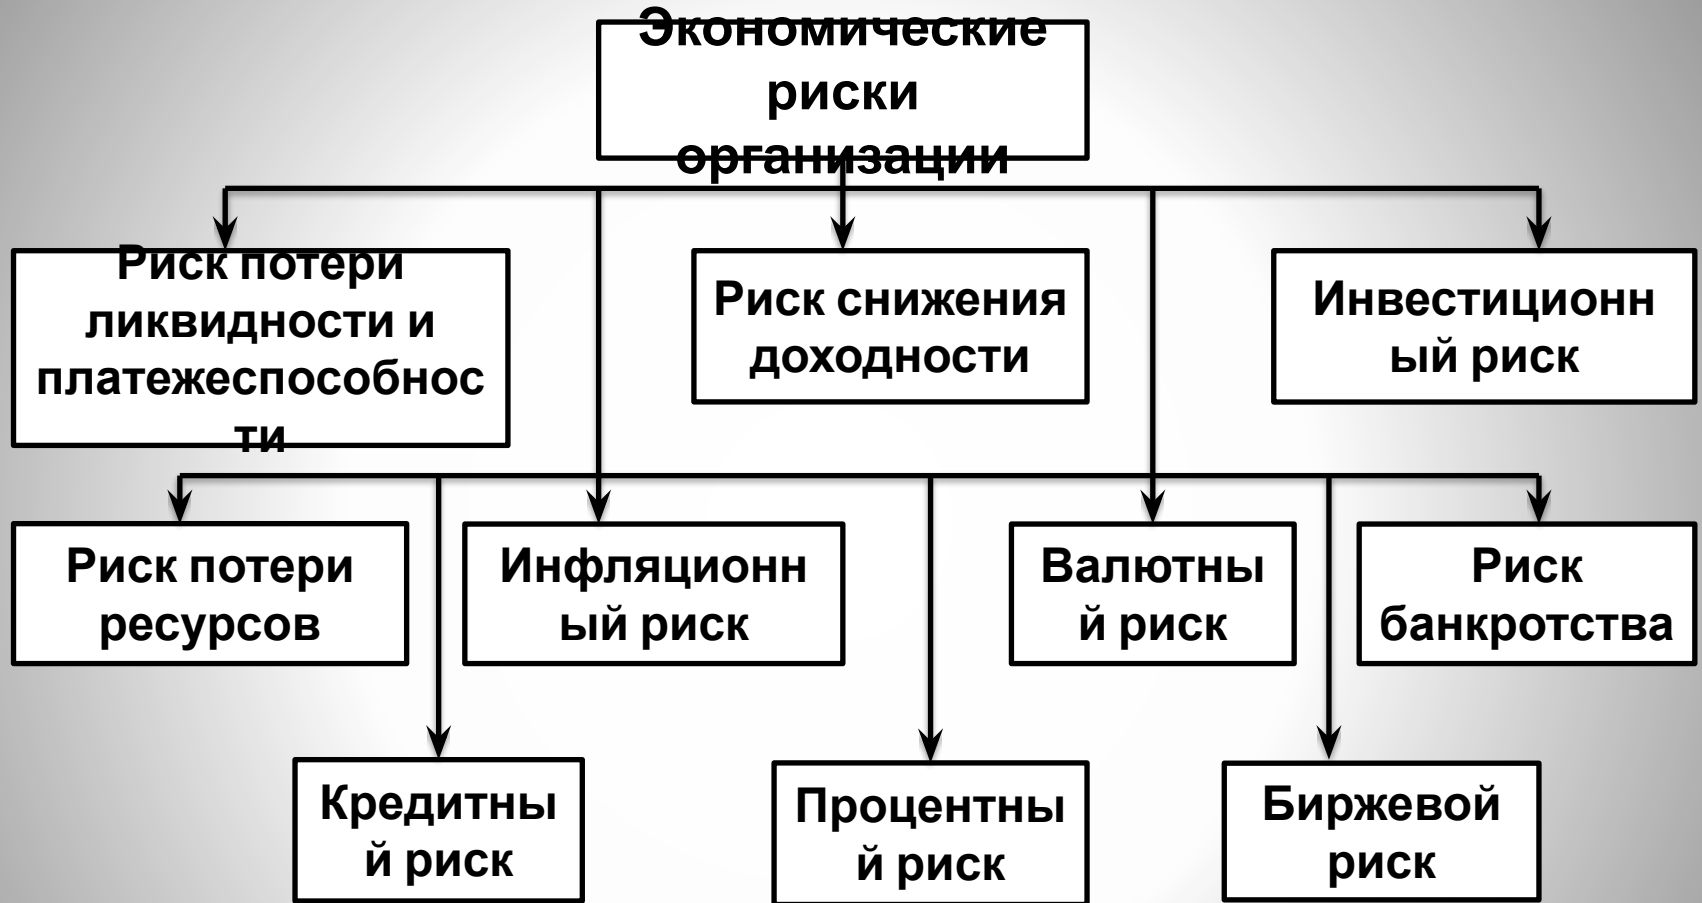 Экономические
риски
организации
Риск потери
ликвидности и
платежеспособнос
ти
Риск снижения
доходности
Инвестиционн
ый риск
Риск потери
ресурсов
Инфляционн
ый риск
Валютны
й риск
Риск
банкротства
Кредитны
й риск
Процентны
й риск
Биржевой
риск